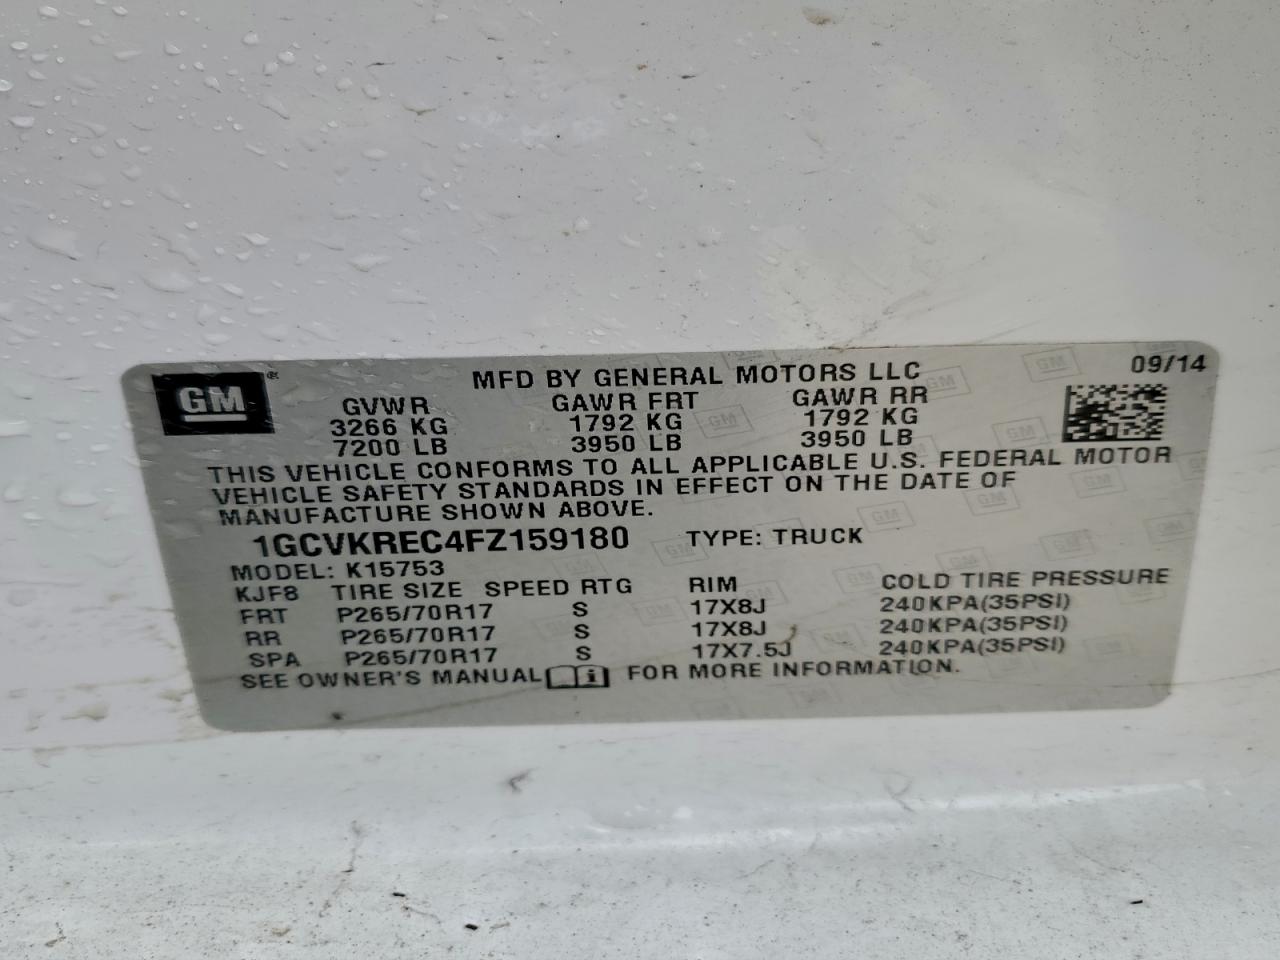 GM ® MFD BY GENERAL MOTORS LLC 09/14
GVWR GAWR FRT GAWR RR
3266 KG 1792 KG 1792 KG
7200 LB 3950 LB 3950 LB
THIS VEHICLE CONFORMS TO ALL APPLICABLE U.S. FEDERAL MOTOR
VEHICLE SAFETY STANDARDS IN EFFECT ON THE DATE OF
MANUFACTURE SHOWN ABOVE.
1GCVKREC4FZ159180 TYPE: TRUCK
MODEL: K15753
KJF8 TIRE SIZE SPEED RTG RIM COLD TIRE PRESSURE
FRT P265/70R17 S 17X8J 240KPA(35PSI)
RR P265/70R17 S 17X8J 240KPA(35PSI)
SPA P265/70R17 S 17X7.5J 240KPA(35PSI)
SEE OWNER'S MANUAL i FOR MORE INFORMATION.